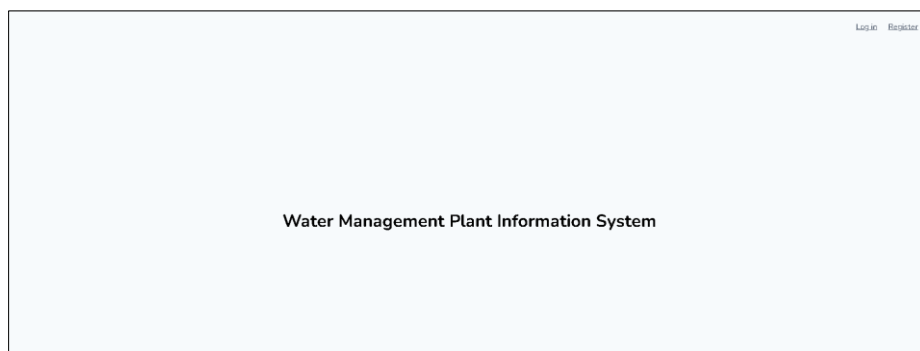 Log in Register
Water Management Plant Information System